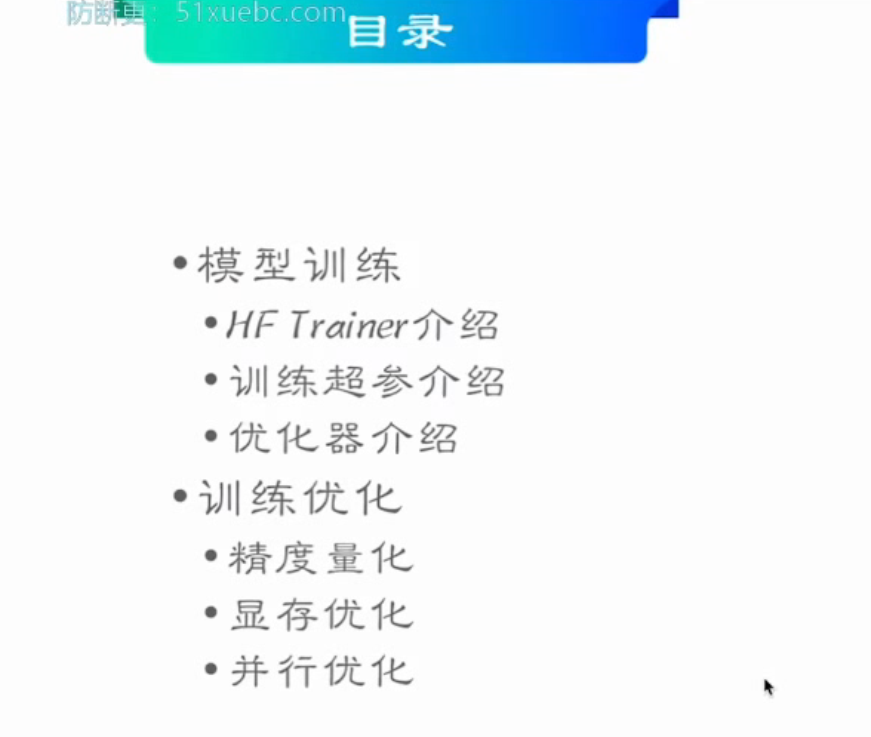 防断更: 51xuebc.com
目录
•模型训练
•HF Trainer介绍
•训练超参介绍
•优化器介绍
•训练优化
•精度量化
•显存优化
•并行优化